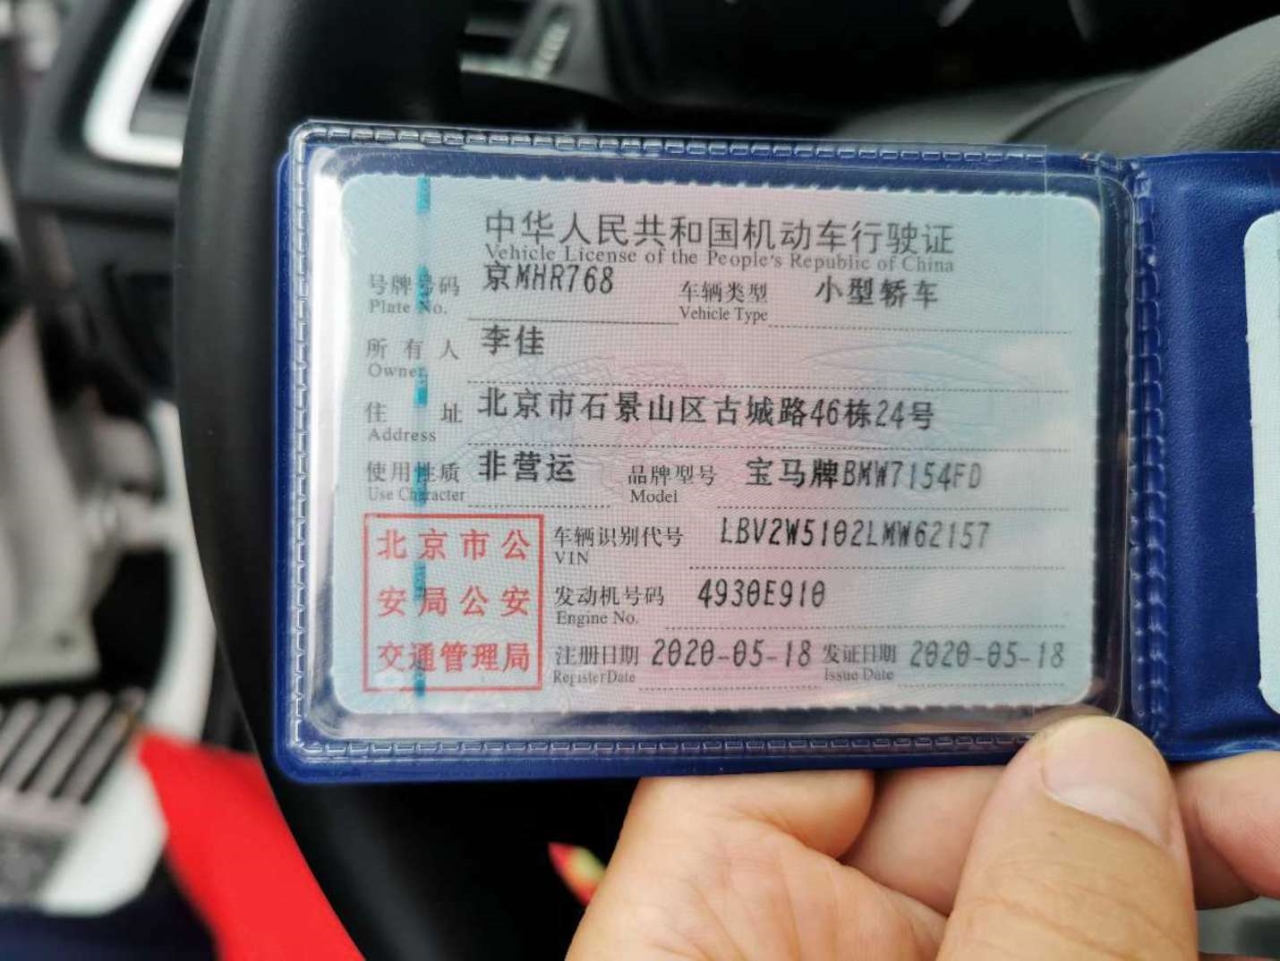 中华人民共和国机动车行驶证
Vehicle License of the People's Republic of China
号牌号码 京MHR768 车辆类型 小型轿车
Plate No. Vehicle Type
所有人 李佳
Owner
住址 北京市石景山区古城路46栋24号
Address
使用性质 非营运 品牌型号 宝马牌BMW7154FD
Use Character Model
北京市公
安局公安
交通管理局
车辆识别代号 LBV2W5102LMW62157
VIN
发动机号码 4930E910
Engine No.
注册日期 2020-05-18 发证日期 2020-05-18
Register Date Issue Date